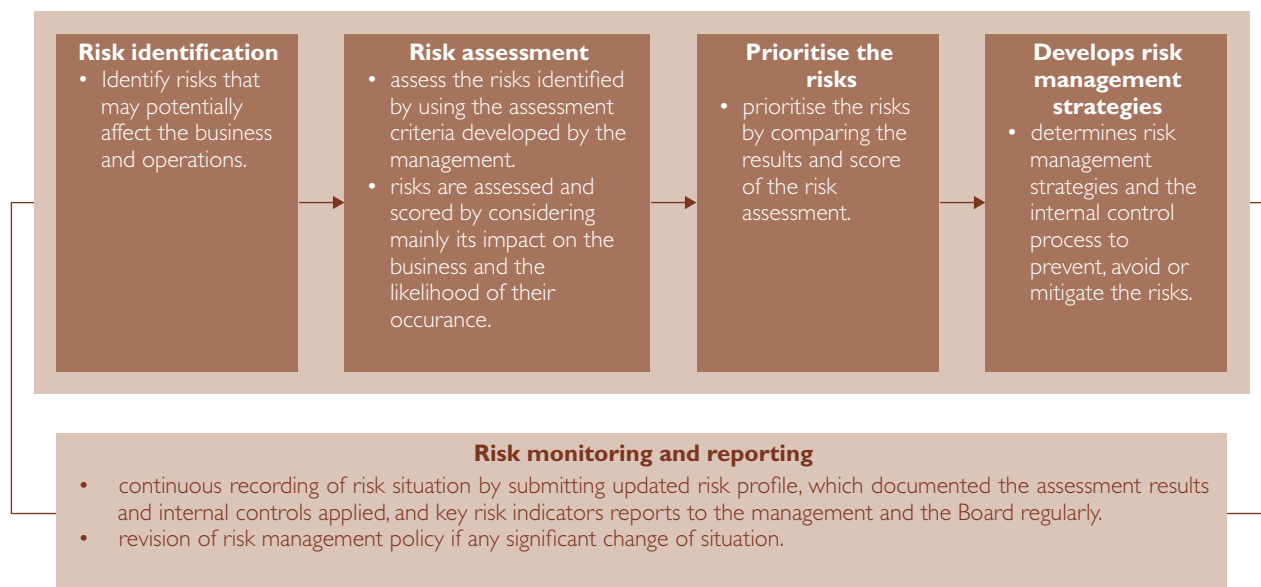 Risk identification
• Identify risks that
may potentially
affect the business
and operations.
Risk assessment
• assess the risks identified
by using the assessment
criteria developed by the
management.
• risks are assessed and
scored by considering
mainly its impact on the
business and the
likelihood of their
occurance.
Prioritise the
risks
• prioritise the risks
by comparing the
results and score
of the risk
assessment.
Develops risk
management
strategies
• determines risk
management
strategies and the
internal control
process to
prevent, avoid or
mitigate the risks.
Risk monitoring and reporting
• continuous recording of risk situation by submitting updated risk profile, which documented the assessment results
and internal controls applied, and key risk indicators reports to the management and the Board regularly.
• revision of risk management policy if any significant change of situation.